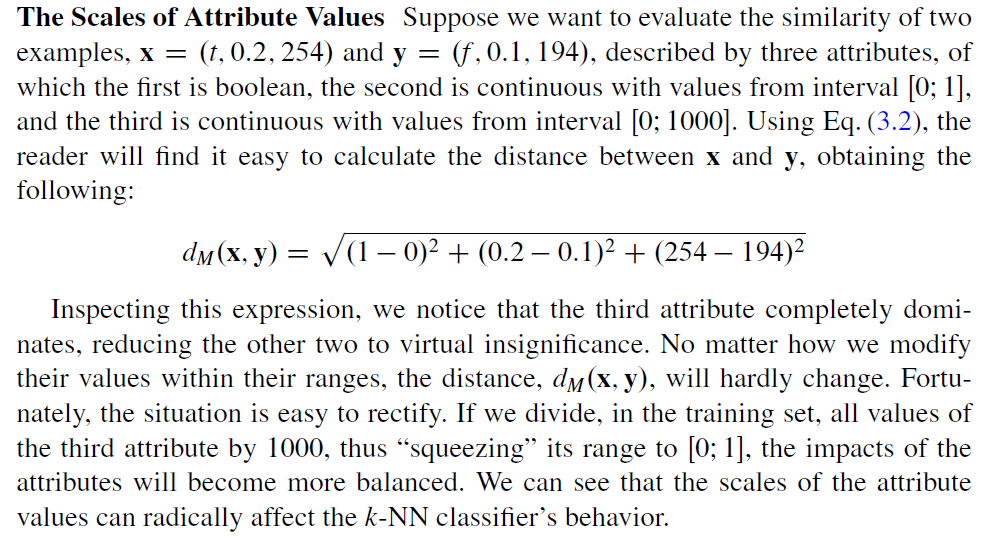 The Scales of Attribute Values Suppose we want to evaluate the similarity of two
examples, x = (t, 0.2, 254) and y = (f, 0.1, 194), described by three attributes, of
which the first is boolean, the second is continuous with values from interval [0; 1],
and the third is continuous with values from interval [0; 1000]. Using Eq. (3.2), the
reader will find it easy to calculate the distance between x and y, obtaining the
following:
d_M(x, y) = √((1 − 0)² + (0.2 − 0.1)² + (254 − 194)²)
Inspecting this expression, we notice that the third attribute completely domi-
nates, reducing the other two to virtual insignificance. No matter how we modify
their values within their ranges, the distance, d_M(x, y), will hardly change. Fortu-
nately, the situation is easy to rectify. If we divide, in the training set, all values of
the third attribute by 1000, thus “squeezing” its range to [0; 1], the impacts of the
attributes will become more balanced. We can see that the scales of the attribute
values can radically affect the k-NN classifier’s behavior.